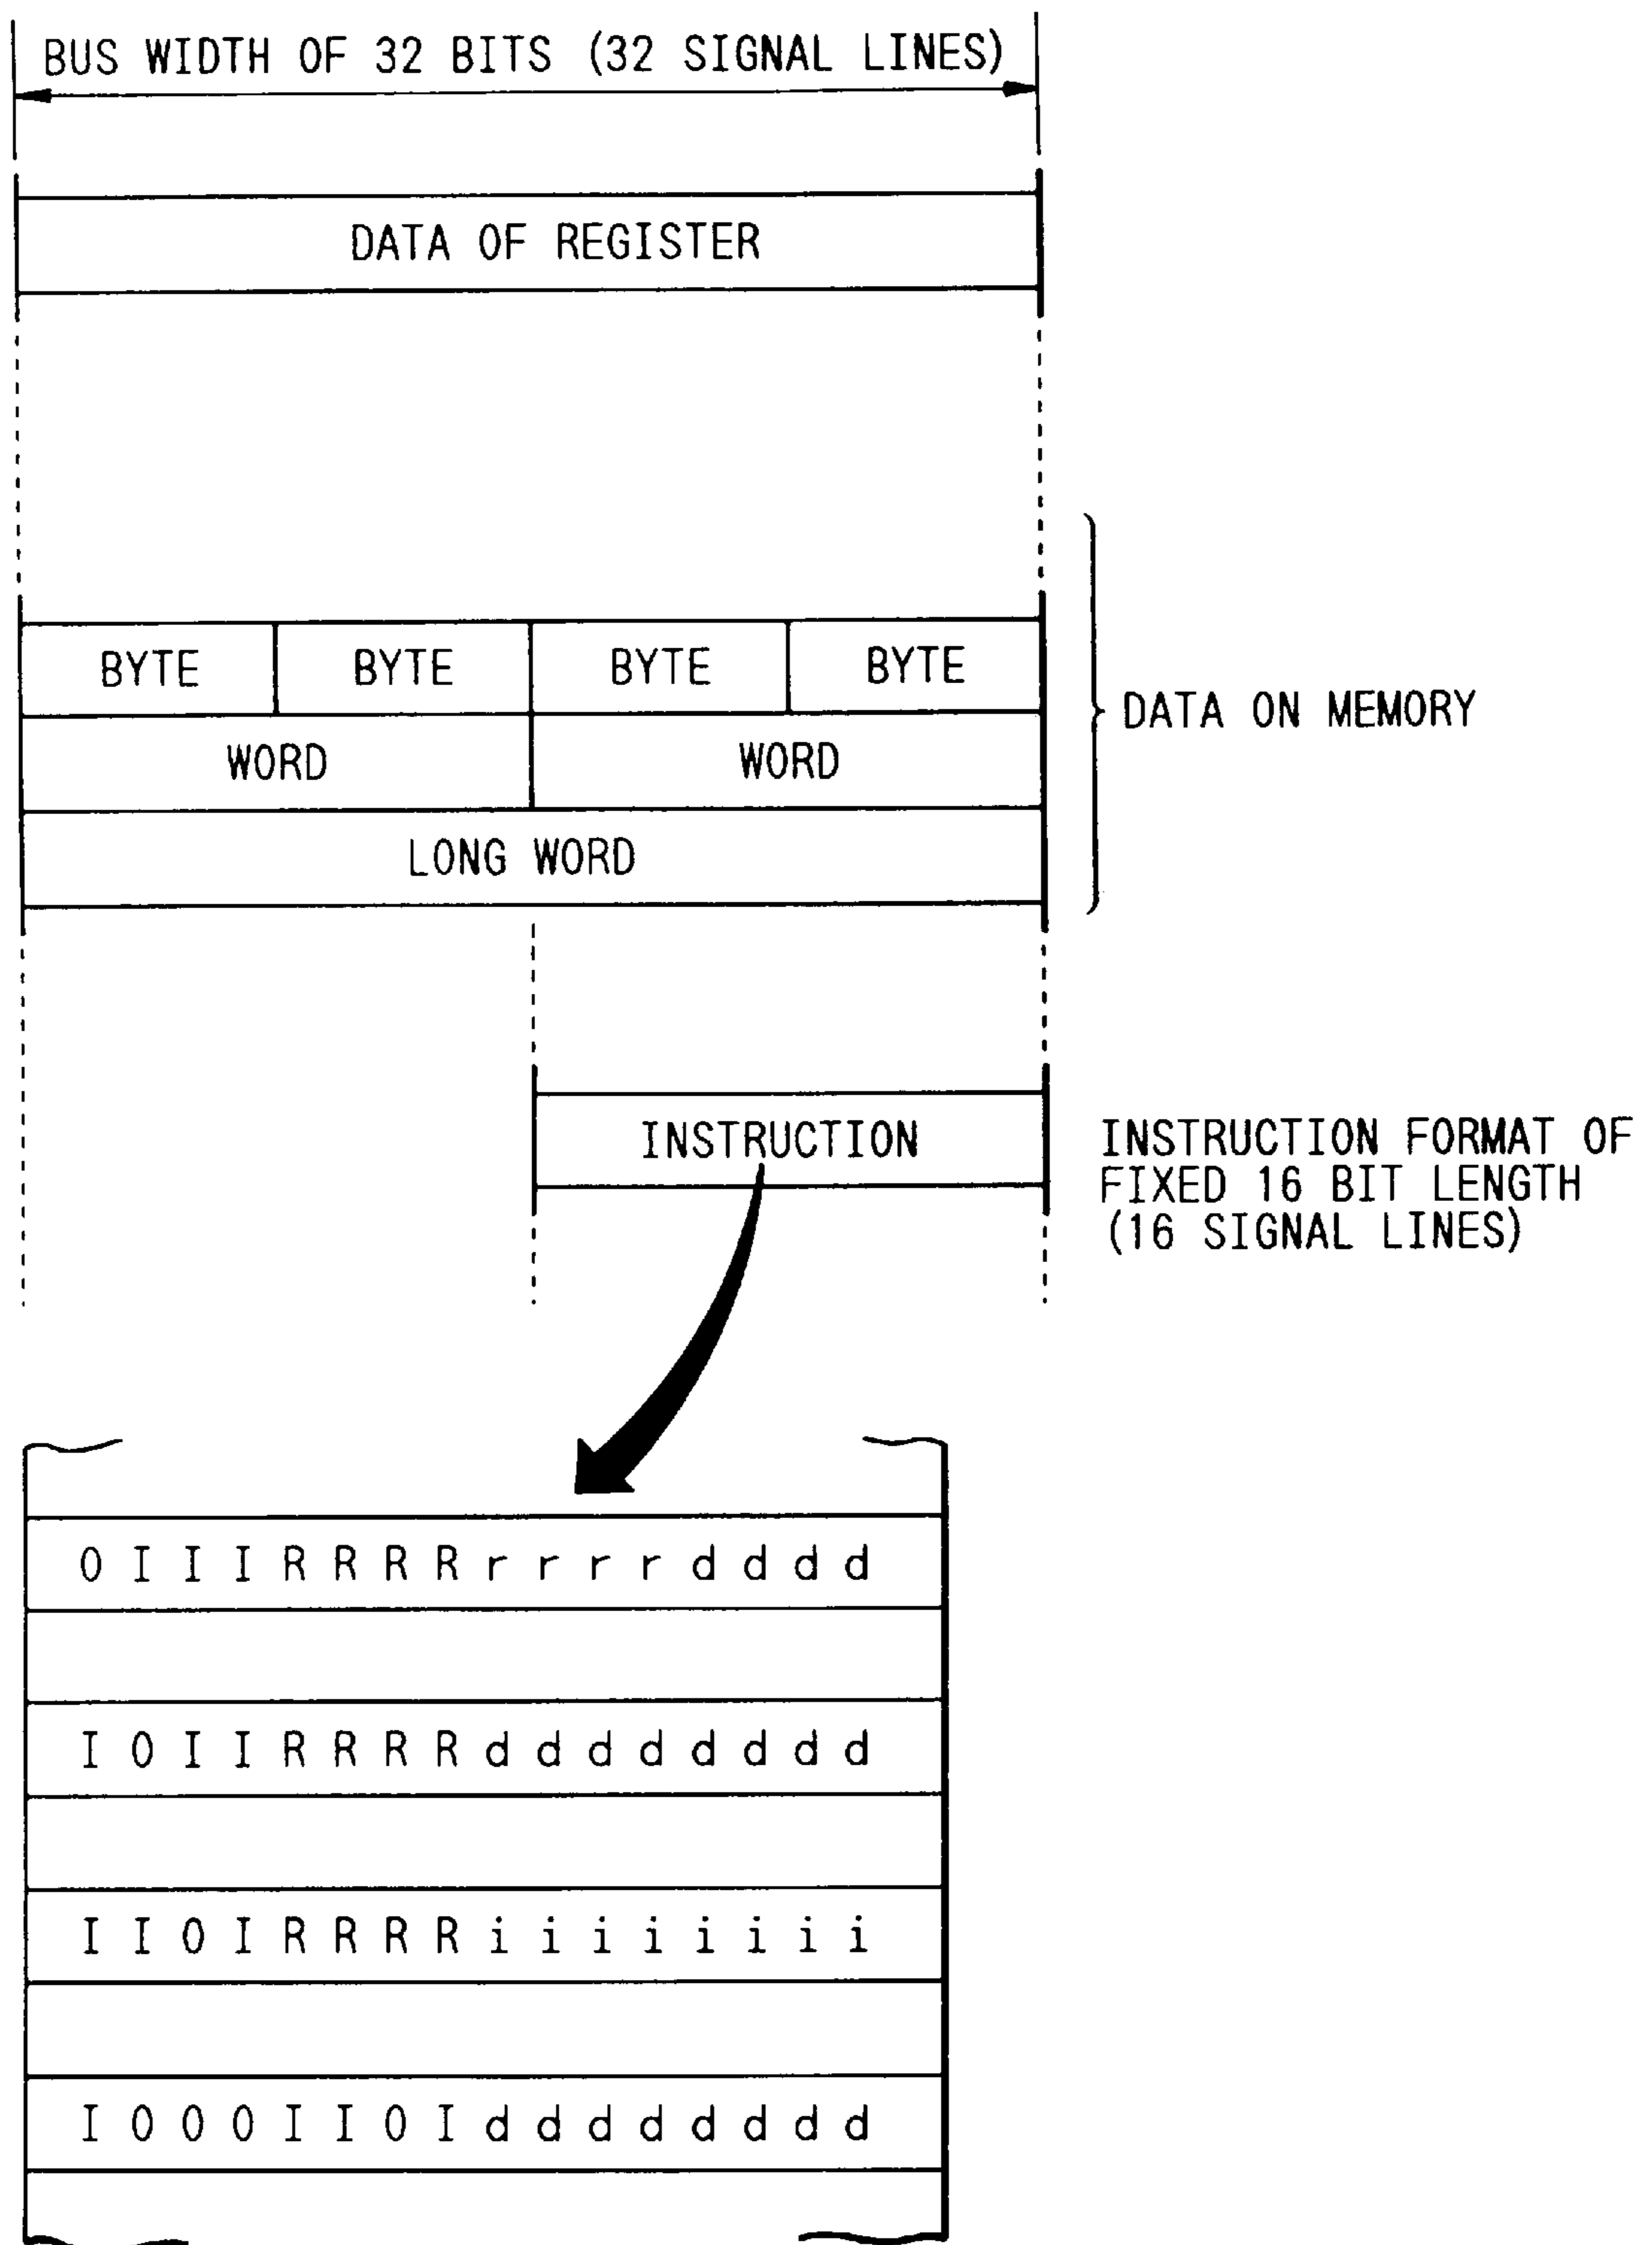 BUS WIDTH OF 32 BITS (32 SIGNAL LINES)
DATA OF REGISTER
BYTE BYTE BYTE BYTE
WORD WORD
LONG WORD
DATA ON MEMORY
INSTRUCTION
INSTRUCTION FORMAT OF
FIXED 16 BIT LENGTH
(16 SIGNAL LINES)
0 I I I R R R R r r r r d d d d
I 0 I I R R R R d d d d d d d d
I I 0 I R R R R i i i i i i i i
I 0 0 0 I I 0 I d d d d d d d d